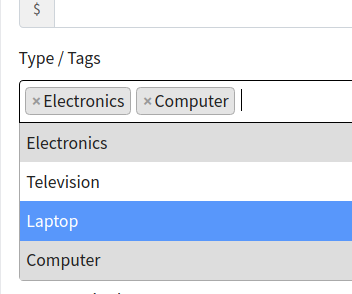 $
Type / Tags
×Electronics ×Computer
Electronics
Television
Laptop
Computer